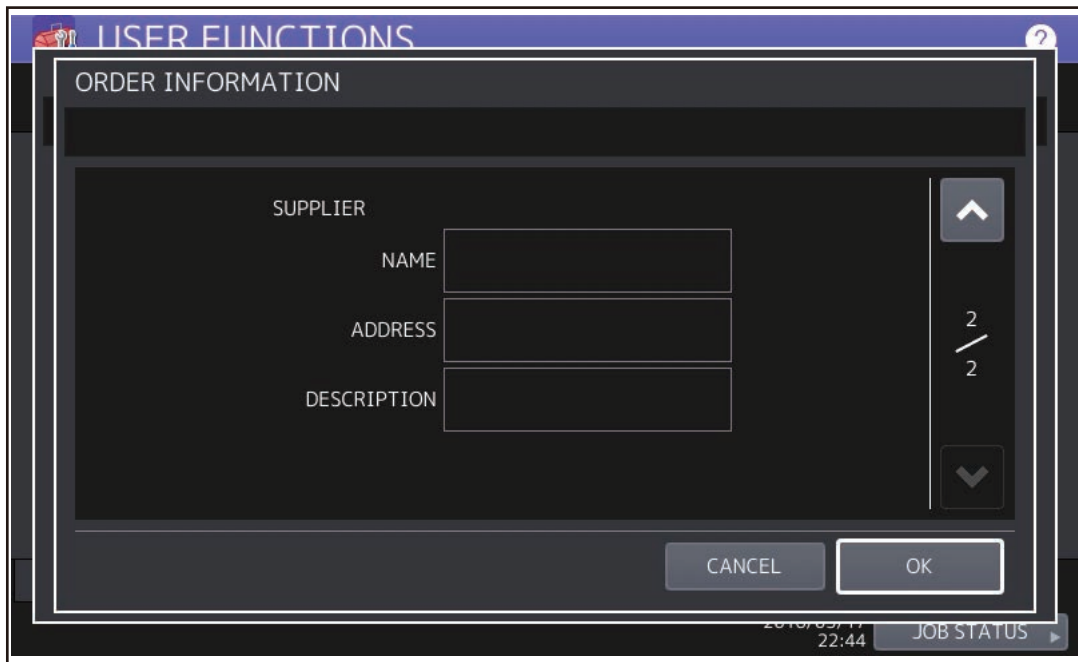 USER FUNCTIONS
?
ORDER INFORMATION
SUPPLIER
NAME
ADDRESS
DESCRIPTION
2
2
CANCEL
OK
22:44
JOB STATUS